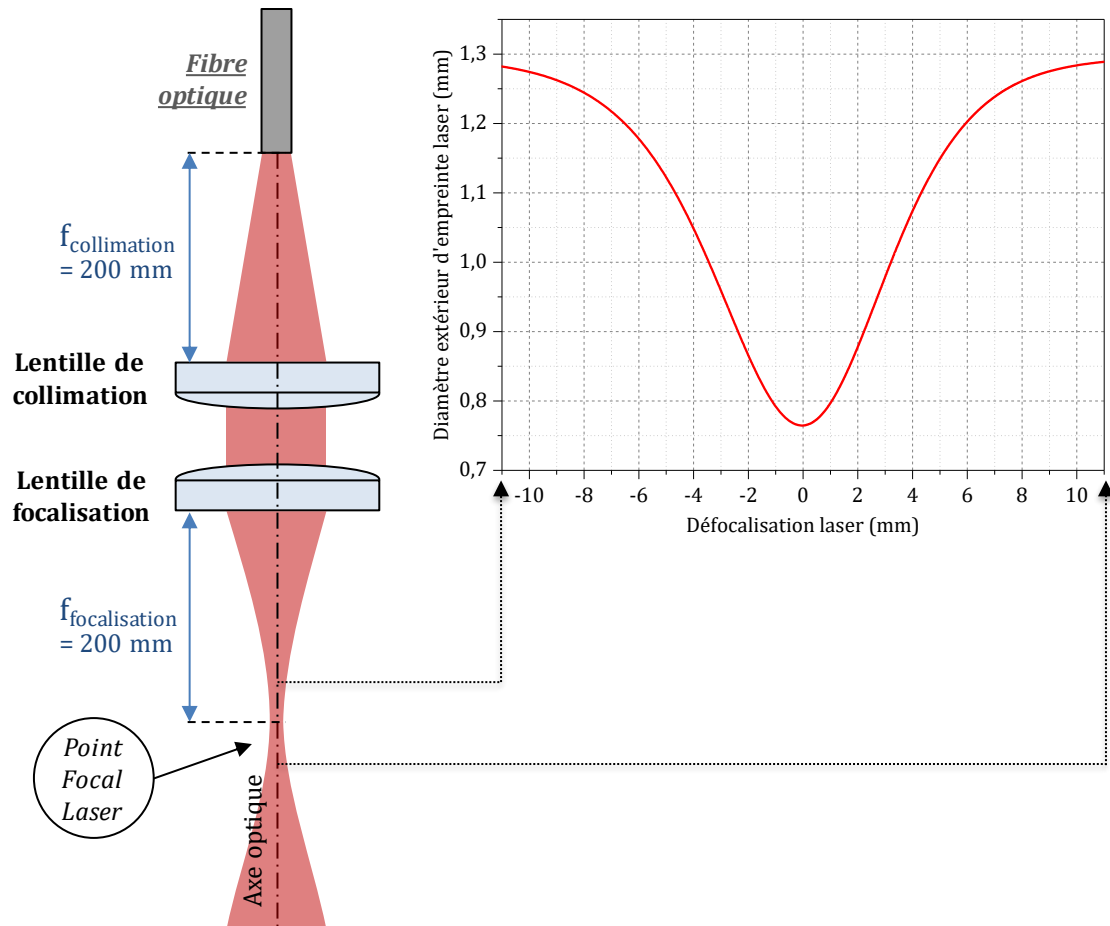 Fibre
optique
f collimation
= 200 mm
Lentille de
collimation
Lentille de
focalisation
f focalisation
= 200 mm
Point
Focal
Laser
Axe optique
Diamètre extérieur d'empreinte laser (mm)
1,3
1,2
1,1
1,0
0,9
0,8
0,7
-10 -8 -6 -4 -2 0 2 4 6 8 10
Défocalisation laser (mm)